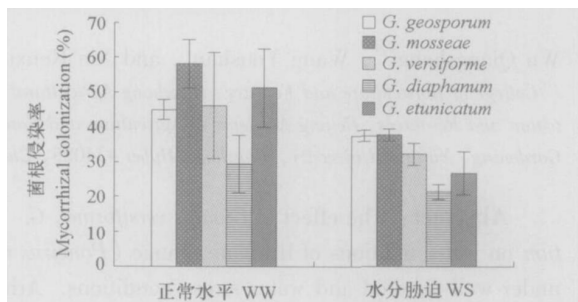 菌根侵染率
Mycorrhizal colonization (%)
70
60
50
40
30
20
10
0
G. geosporum
G. mosseae
G. versiforme
G. diaphanum
G. etunicatum
正常水平 WW
水分胁迫 WS